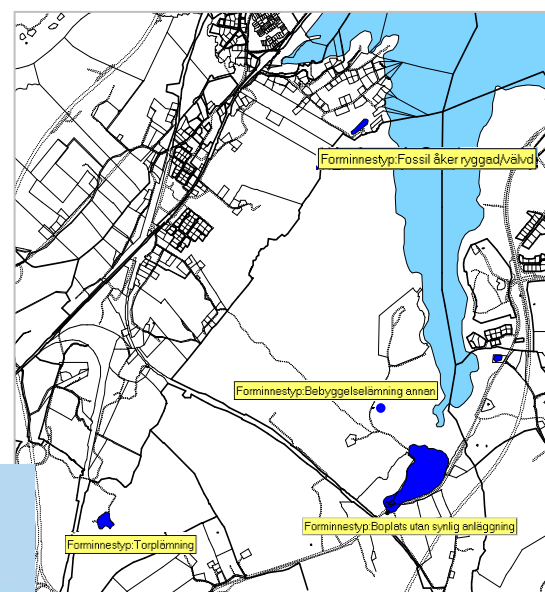 Forminnestyp:Fossil åker ryggad/välvd
Forminnestyp:Bebyggelselämning annan
Forminnestyp:Boplats utan synlig anläggning
Forminnestyp:Torplämning